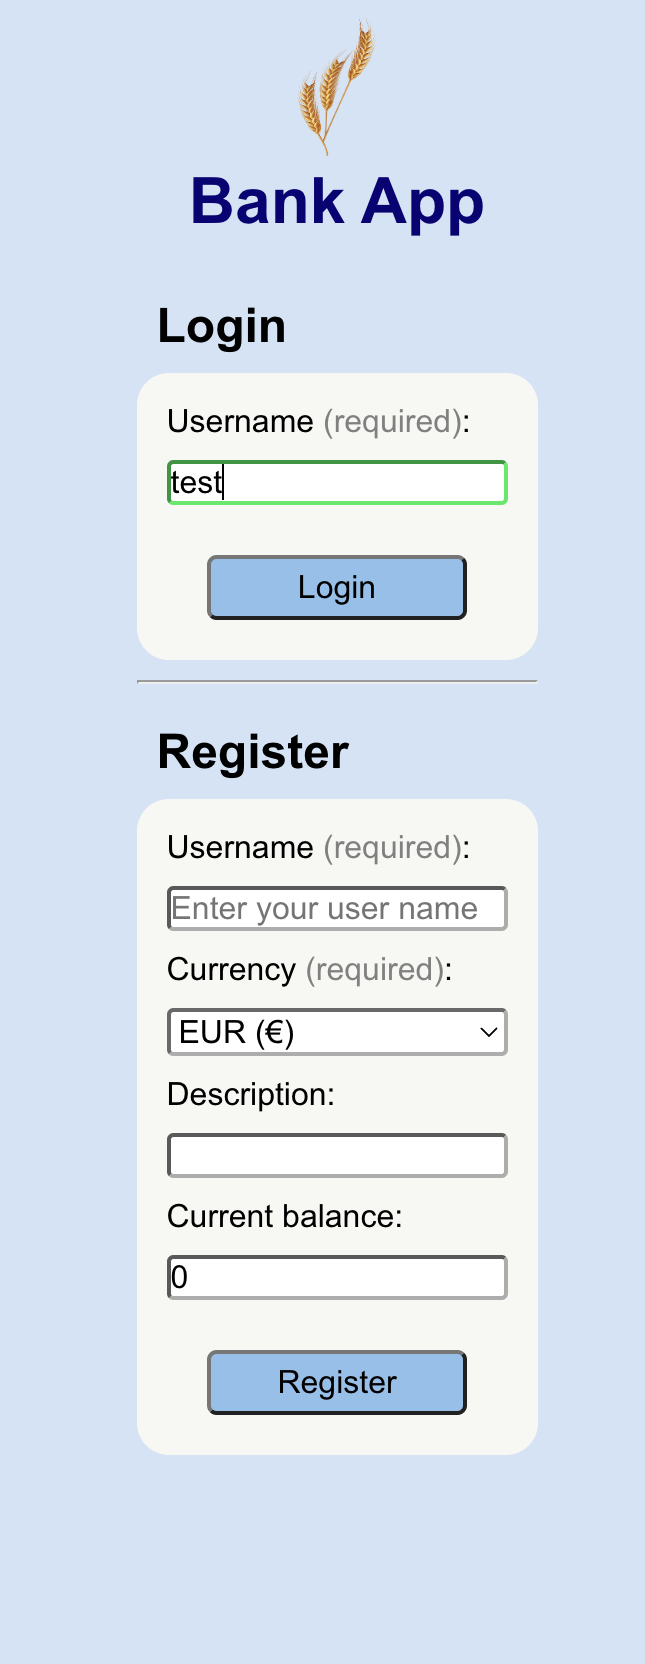 Bank App
Login
Username (required):
test
Login
Register
Username (required):
Enter your user name
Currency (required):
EUR (€)
Description:
Current balance:
0
Register